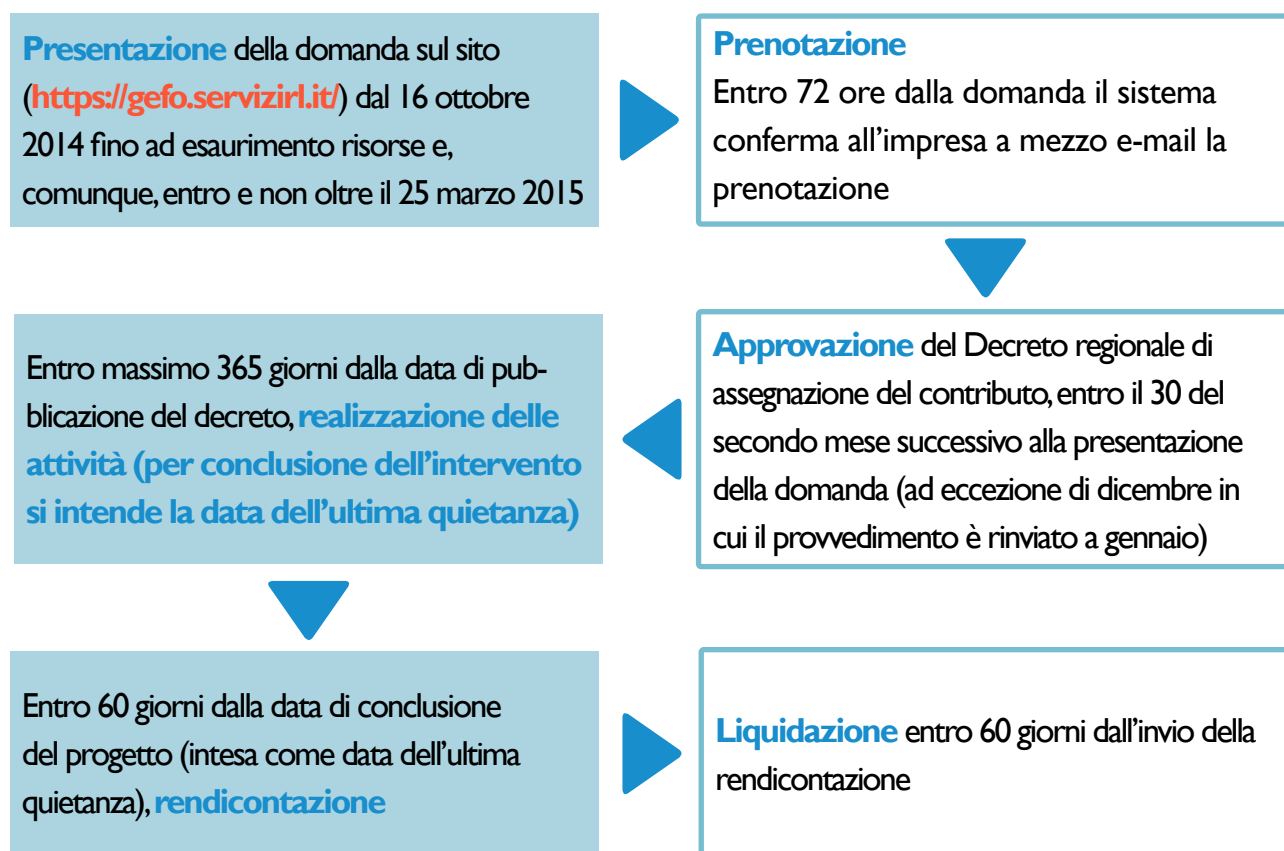 Presentazione della domanda sul sito
(https://gefo.servizirl.it/) dal 16 ottobre
2014 fino ad esaurimento risorse e,
comunque, entro e non oltre il 25 marzo 2015
Prenotazione
Entro 72 ore dalla domanda il sistema
conferma all’impresa a mezzo e-mail la
prenotazione
Approvazione del Decreto regionale di
assegnazione del contributo, entro il 30 del
secondo mese successivo alla presentazione
della domanda (ad eccezione di dicembre in
cui il provvedimento è rinviato a gennaio)
Entro massimo 365 giorni dalla data di pub-
blicazione del decreto, realizzazione delle
attività (per conclusione dell’intervento
si intende la data dell’ultima quietanza)
Entro 60 giorni dalla data di conclusione
del progetto (intesa come data dell’ultima
quietanza), rendicontazione
Liquidazione entro 60 giorni dall’invio della
rendicontazione